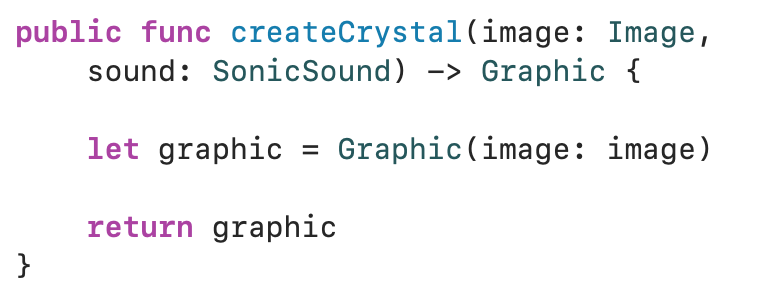 public func createCrystal(image: Image,
sound: SonicSound) -> Graphic {
let graphic = Graphic(image: image)
return graphic
}